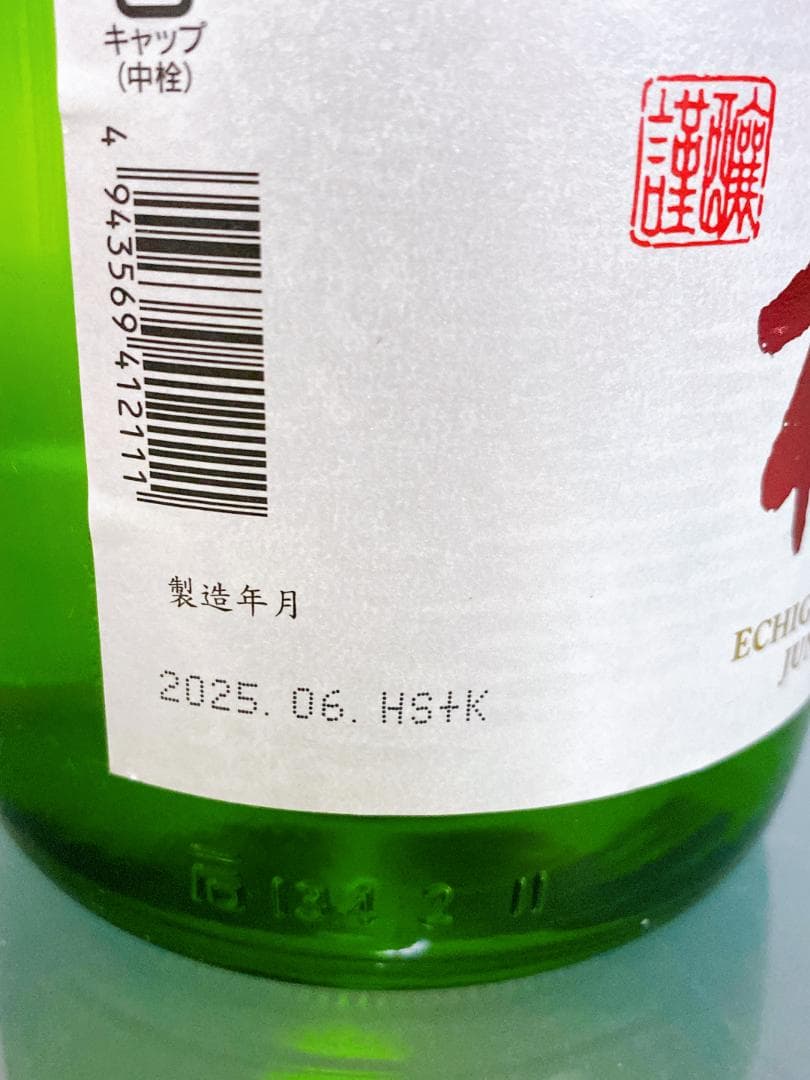 キャップ
(中栓)
4 943569 412111
謹醸
ECHIG
製造年月
2025. 06. HS+K